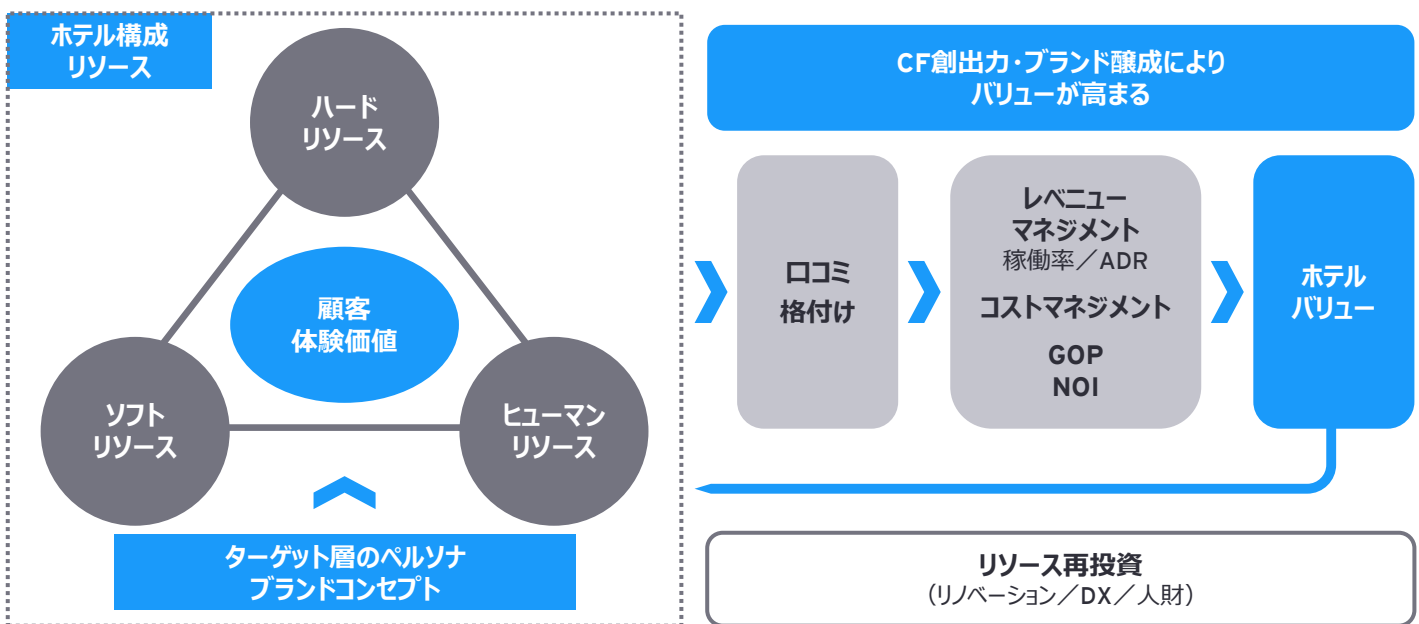 ホテル構成
リソース
ハード
リソース
顧客
体験価値
ソフト
リソース
ヒューマン
リソース
ターゲット層のペルソナ
ブランドコンセプト
CF創出力・ブランド醸成により
バリューが高まる
口コミ
格付け
レベニュー
マネジメント
稼働率／ADR
コストマネジメント
GOP
NOI
ホテル
バリュー
リソース再投資
（リノベーション／DX／人財）